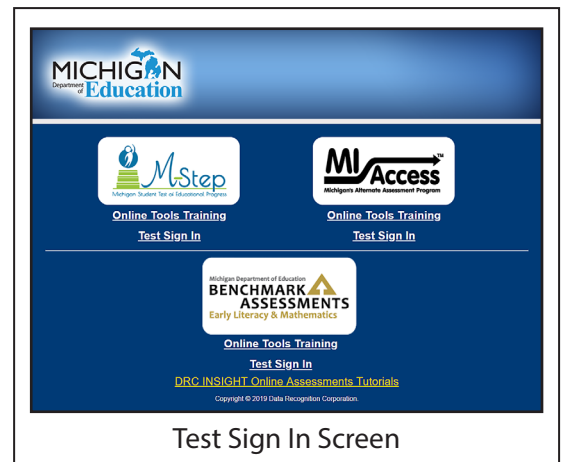 MICHIGAN
Department of Education
M-Step
Michigan Student Test of Educational Progress
Online Tools Training
Test Sign In
MI Access™
Michigan's Alternate Assessment Program
Online Tools Training
Test Sign In
Michigan Department of Education
BENCHMARK
ASSESSMENTS
Early Literacy & Mathematics
Online Tools Training
Test Sign In
DRC INSIGHT Online Assessments Tutorials
Copyright © 2019 Data Recognition Corporation.
Test Sign In Screen